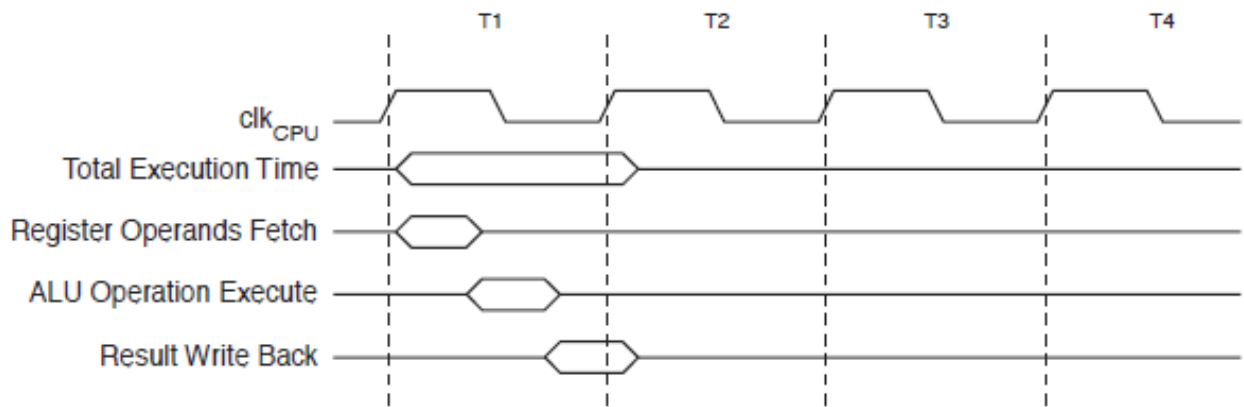 T1 T2 T3 T4
clkCPU
Total Execution Time
Register Operands Fetch
ALU Operation Execute
Result Write Back